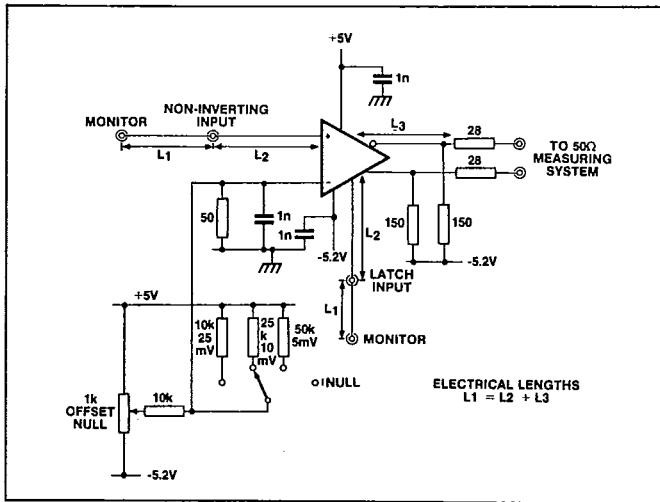 +5V
1n
NON-INVERTING
INPUT
MONITOR
L1
L2
L3
+
−
28
28
TO 50Ω
MEASURING
SYSTEM
50
1n
1n
-5.2V
L2
150
150
-5.2V
LATCH
INPUT
L1
MONITOR
+5V
10k
25
mV
25
k
10
mV
50k
5mV
NULL
1k
OFFSET
NULL
10k
-5.2V
ELECTRICAL LENGTHS
L1 = L2 + L3